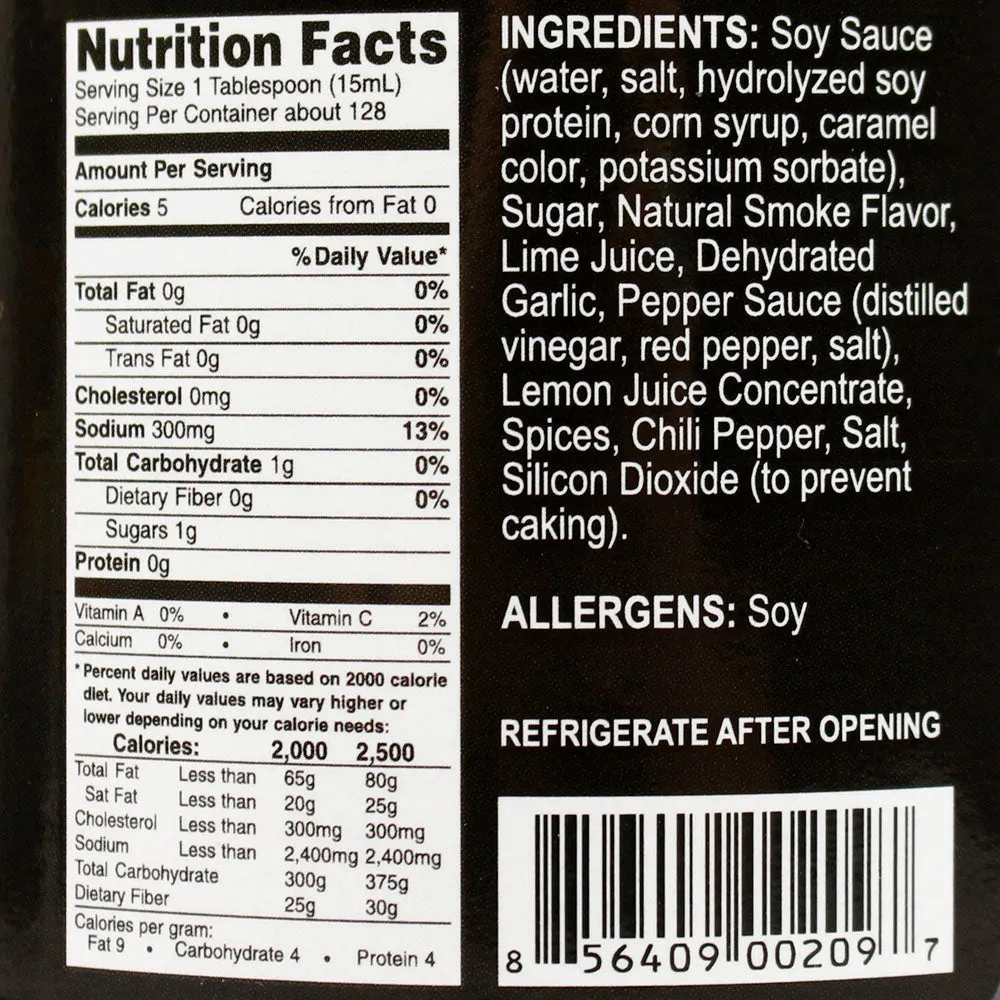 Nutrition Facts
Serving Size 1 Tablespoon (15mL)
Serving Per Container about 128
Amount Per Serving
Calories 5 Calories from Fat 0
% Daily Value*
Total Fat 0g 0%
Saturated Fat 0g 0%
Trans Fat 0g 0%
Cholesterol 0mg 0%
Sodium 300mg 13%
Total Carbohydrate 1g 0%
Dietary Fiber 0g 0%
Sugars 1g
Protein 0g
Vitamin A 0% • Vitamin C 2%
Calcium 0% • Iron 0%
* Percent daily values are based on 2000 calorie
diet. Your daily values may vary higher or
lower depending on your calorie needs:
Calories: 2,000 2,500
Total Fat Less than 65g 80g
Sat Fat Less than 20g 25g
Cholesterol Less than 300mg 300mg
Sodium Less than 2,400mg 2,400mg
Total Carbohydrate 300g 375g
Dietary Fiber 25g 30g
Calories per gram:
Fat 9 • Carbohydrate 4 • Protein 4
INGREDIENTS: Soy Sauce
(water, salt, hydrolyzed soy
protein, corn syrup, caramel
color, potassium sorbate),
Sugar, Natural Smoke Flavor,
Lime Juice, Dehydrated
Garlic, Pepper Sauce (distilled
vinegar, red pepper, salt),
Lemon Juice Concentrate,
Spices, Chili Pepper, Salt,
Silicon Dioxide (to prevent
caking).
ALLERGENS: Soy
REFRIGERATE AFTER OPENING
8 56409 00209 7